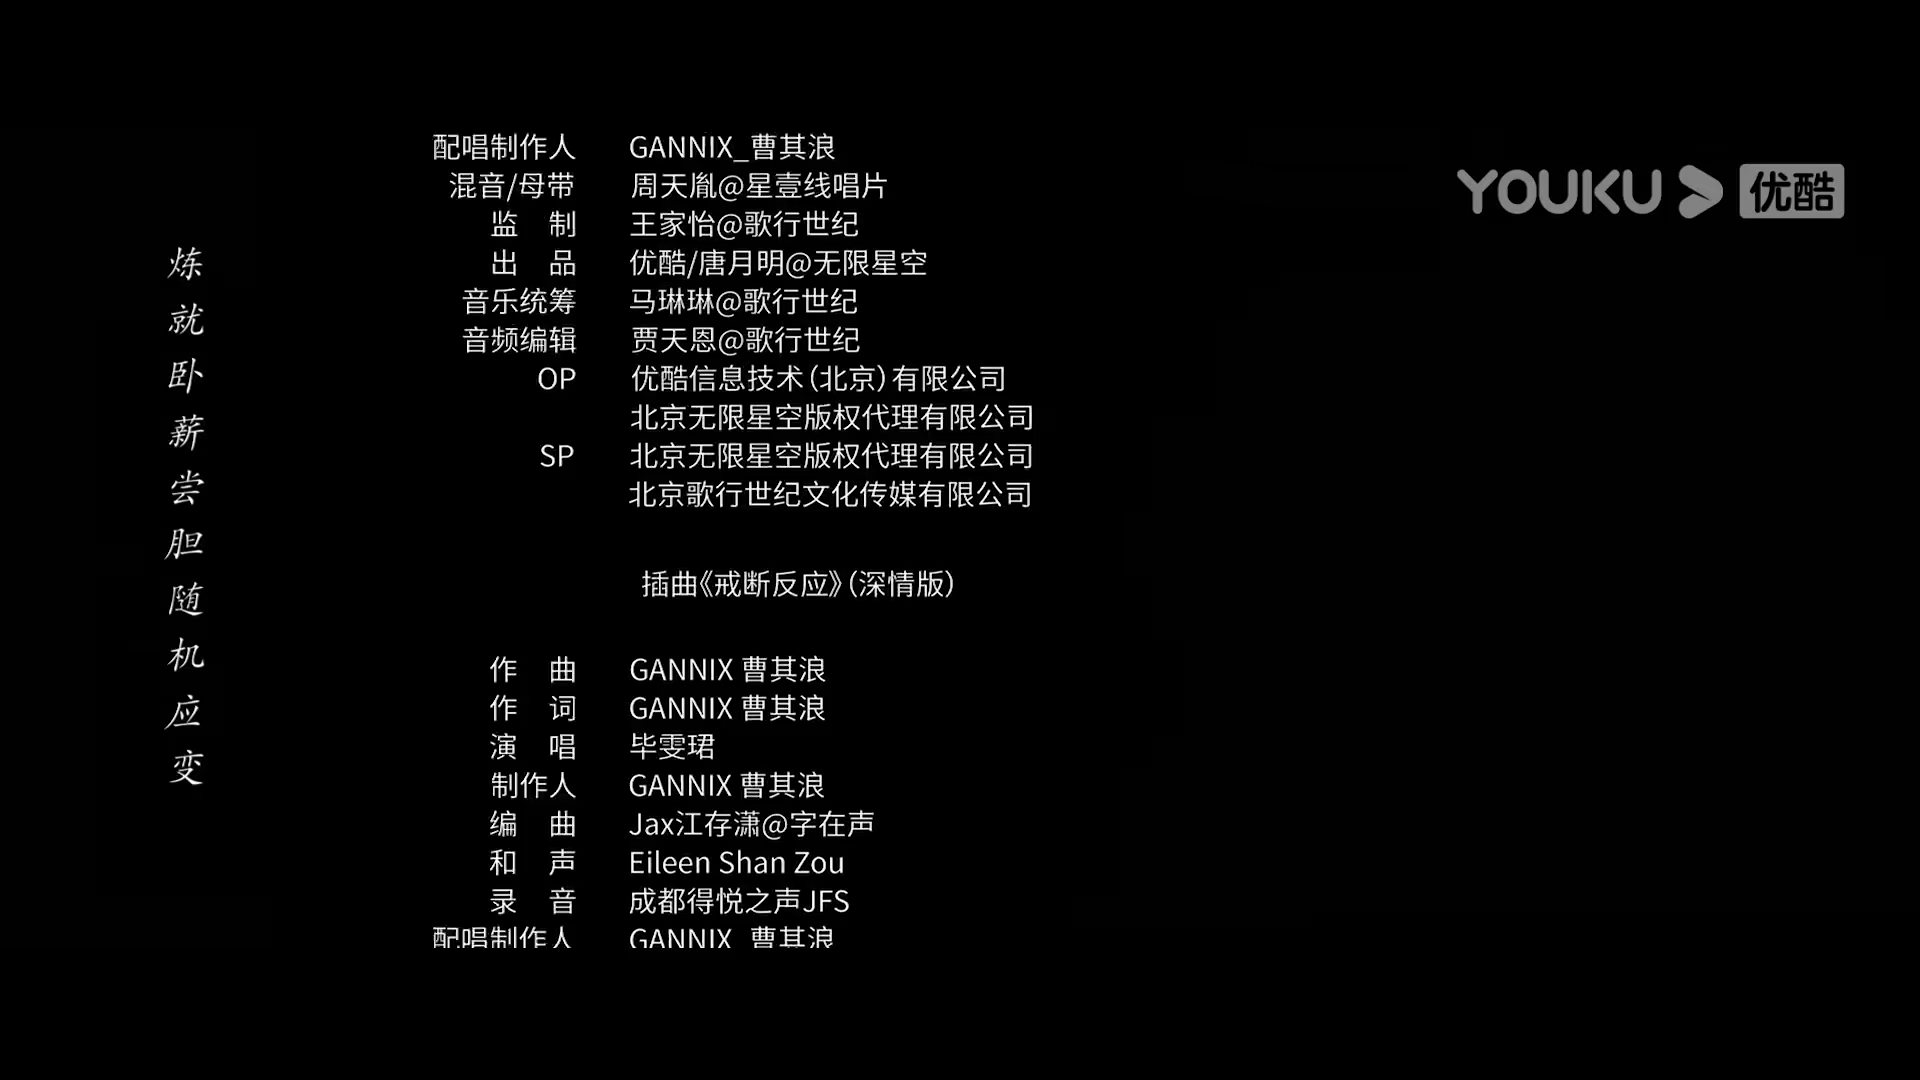 炼就卧薪尝胆随机应变
配唱制作人 GANNIX_曹其浪
混音/母带 周天胤@星壹线唱片
监 制 王家怡@歌行世纪
出 品 优酷/唐月明@无限星空
音乐统筹 马琳琳@歌行世纪
音频编辑 贾天恩@歌行世纪
OP 优酷信息技术(北京)有限公司
北京无限星空版权代理有限公司
SP 北京无限星空版权代理有限公司
北京歌行世纪文化传媒有限公司
插曲《戒断反应》(深情版)
作 曲 GANNIX 曹其浪
作 词 GANNIX 曹其浪
演 唱 毕雯珺
制作人 GANNIX 曹其浪
编 曲 Jax江存潇@字在声
和 声 Eileen Shan Zou
录 音 成都得悦之声JFS
配唱制作人 GANNIX_曹其浪
YOUKU 优酷